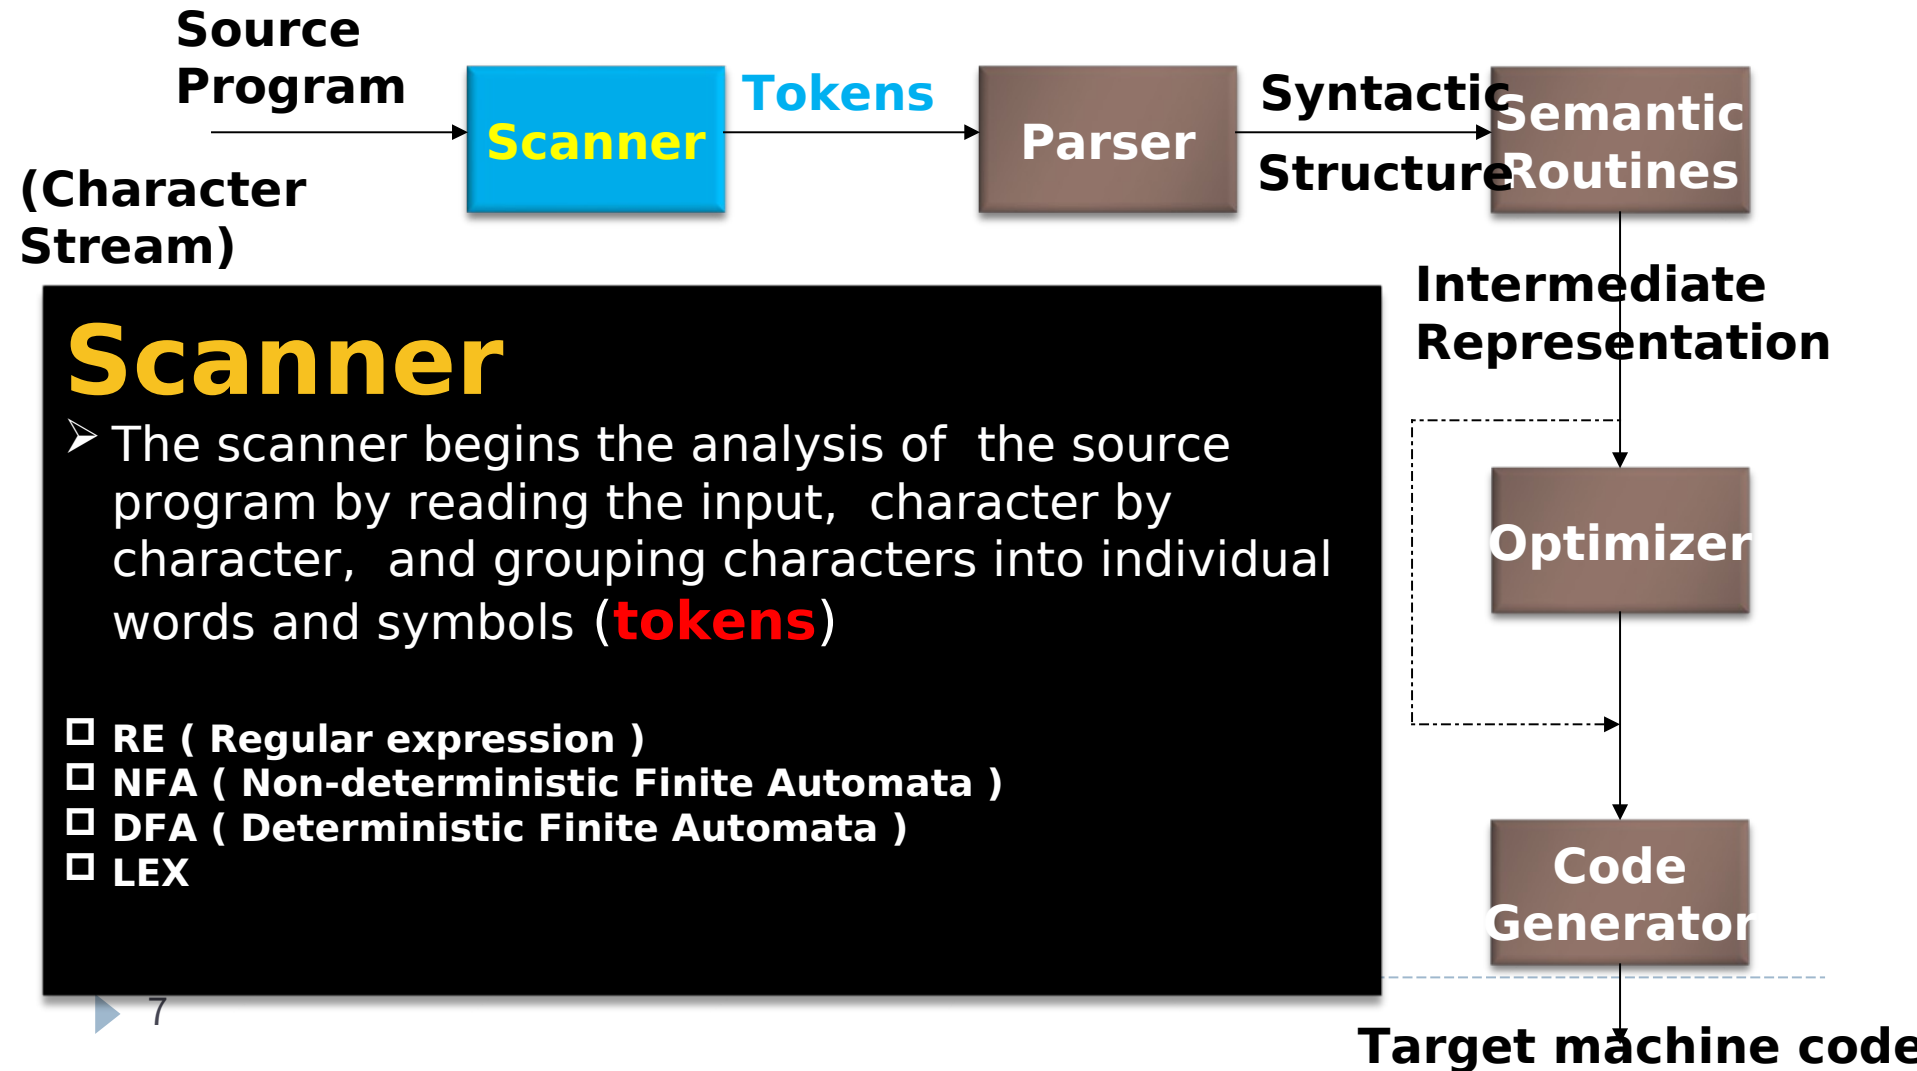 Source
Program
(Character
Stream)
Scanner
Tokens
Parser
Syntactic
Structure
Semantic
Routines
Intermediate
Representation
Optimizer
Code
Generator
Target machine code
Scanner
The scanner begins the analysis of  the source
program by reading the input,  character by
character,  and grouping characters into individual
words and symbols (tokens)
RE ( Regular expression )
NFA ( Non-deterministic Finite Automata )
DFA ( Deterministic Finite Automata )
LEX
7